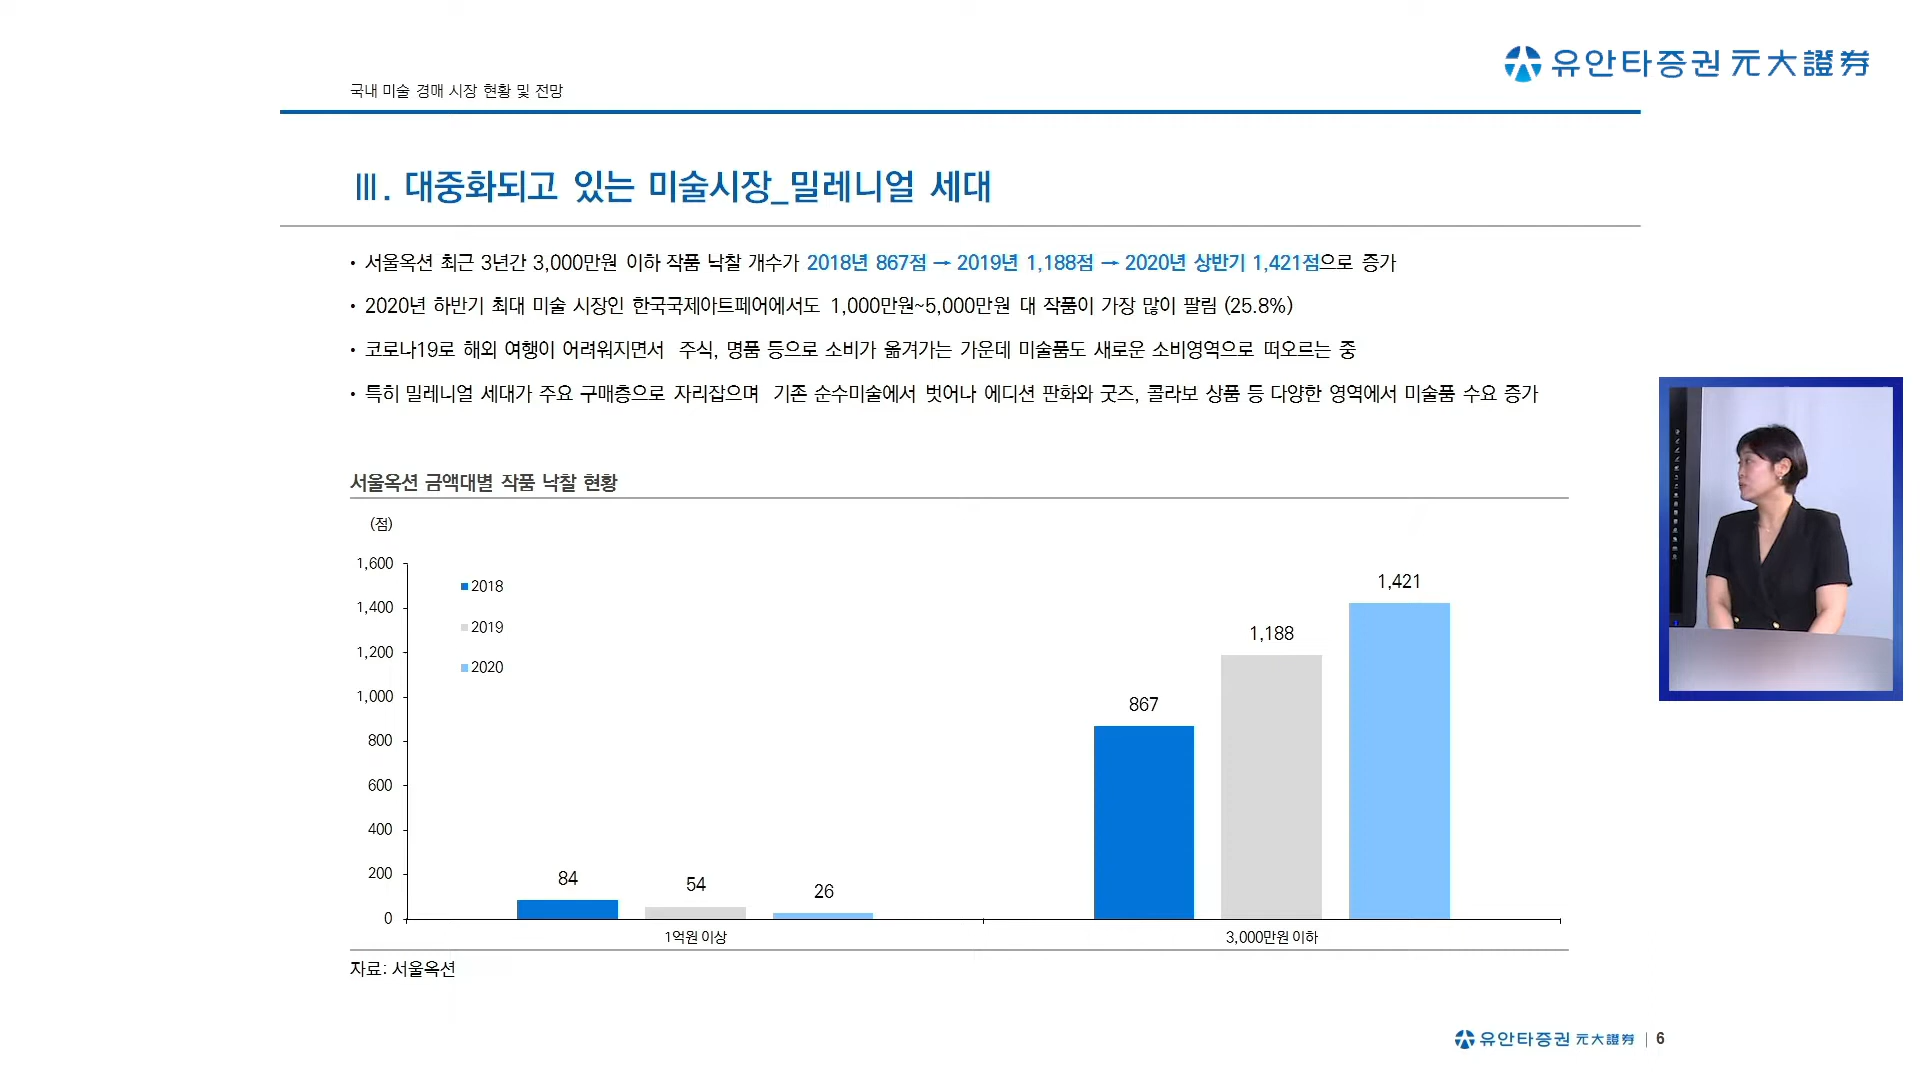 유안타증권 元大證券
국내 미술 경매 시장 현황 및 전망
Ⅲ. 대중화되고 있는 미술시장_밀레니얼 세대
• 서울옥션 최근 3년간 3,000만원 이하 작품 낙찰 개수가 2018년 867점 → 2019년 1,188점 → 2020년 상반기 1,421점으로 증가
• 2020년 하반기 최대 미술 시장인 한국국제아트페어에서도 1,000만원~5,000만원 대 작품이 가장 많이 팔림 (25.8%)
• 코로나19로 해외 여행이 어려워지면서 주식, 명품 등으로 소비가 옮겨가는 가운데 미술품도 새로운 소비영역으로 떠오르는 중
• 특히 밀레니얼 세대가 주요 구매층으로 자리잡으며 기존 순수미술에서 벗어나 에디션 판화와 굿즈, 콜라보 상품 등 다양한 영역에서 미술품 수요 증가
서울옥션 금액대별 작품 낙찰 현황
(점)
1,600
1,400
1,200
1,000
800
600
400
200
0
2018
2019
2020
84
54
26
867
1,188
1,421
1억원 이상
3,000만원 이하
자료: 서울옥션
유안타증권 元大證券 | 6